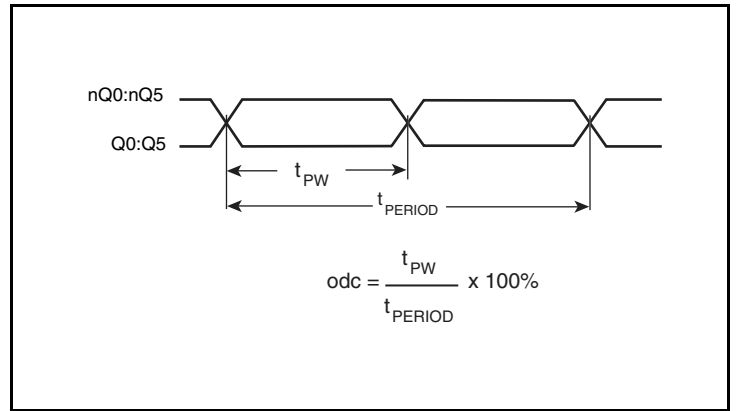 nQ0:nQ5
Q0:Q5
tPW
tPERIOD
odc = tPW
tPERIOD x 100%